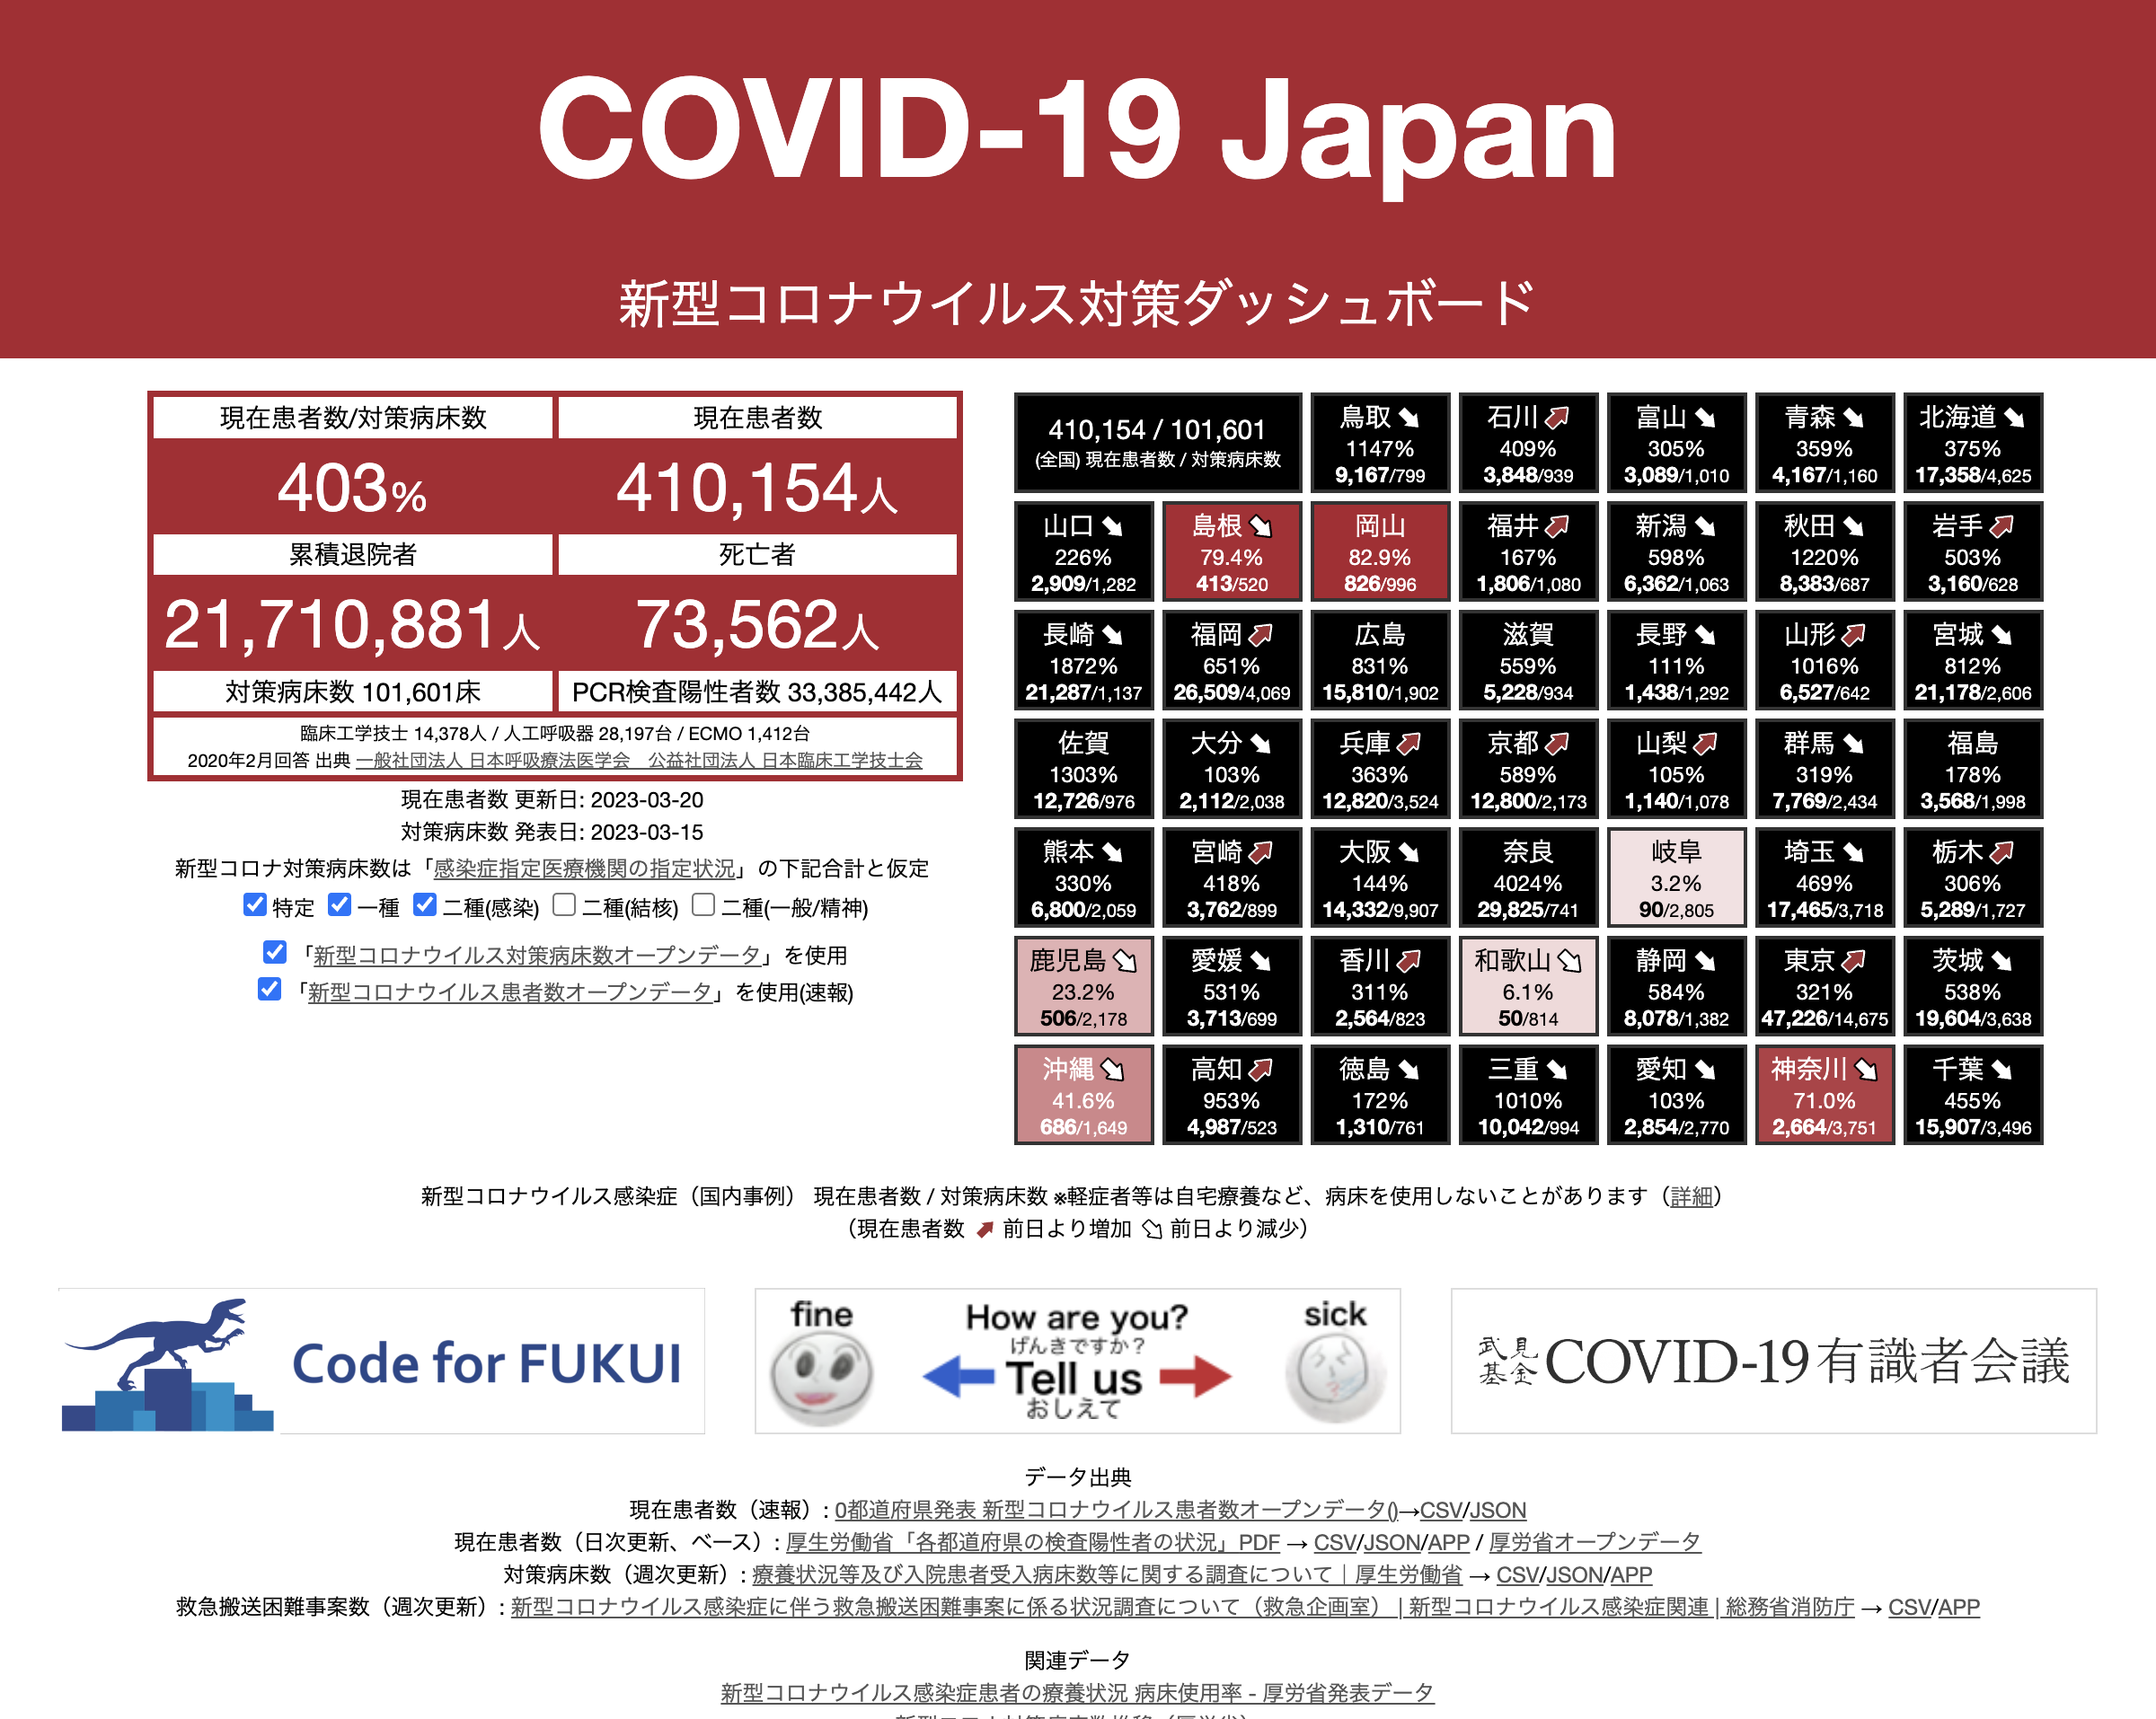 COVID-19 Japan
新型コロナウイルス対策ダッシュボード
現在患者数/対策病床数 現在患者数
403% 410,154人
累積退院者 死亡者
21,710,881人 73,562人
対策病床数 101,601床 PCR検査陽性者数 33,385,442人
臨床工学技士 14,378人 / 人工呼吸器 28,197台 / ECMO 1,412台
2020年2月回答 出典 一般社団法人 日本呼吸療法医学会　公益社団法人 日本臨床工学技士会
現在患者数 更新日: 2023-03-20
対策病床数 発表日: 2023-03-15
新型コロナ対策病床数は「感染症指定医療機関の指定状況」の下記合計と仮定
特定 一種 二種(感染) 二種(結核) 二種(一般/精神)
「新型コロナウイルス対策病床数オープンデータ」を使用
「新型コロナウイルス患者数オープンデータ」を使用(速報)
410,154 / 101,601
(全国) 現在患者数 / 対策病床数
鳥取 石川 富山 青森 北海道
1147% 409% 305% 359% 375%
9,167/799 3,848/939 3,089/1,010 4,167/1,160 17,358/4,625
山口 島根 岡山 福井 新潟 秋田 岩手
226% 79.4% 82.9% 167% 598% 1220% 503%
2,909/1,282 413/520 826/996 1,806/1,080 6,362/1,063 8,383/687 3,160/628
長崎 福岡 広島 滋賀 長野 山形 宮城
1872% 651% 831% 559% 111% 1016% 812%
21,287/1,137 26,509/4,069 15,810/1,902 5,228/934 1,438/1,292 6,527/642 21,178/2,606
佐賀 大分 兵庫 京都 山梨 群馬 福島
1303% 103% 363% 589% 105% 319% 178%
12,726/976 2,112/2,038 12,820/3,524 12,800/2,173 1,140/1,078 7,769/2,434 3,568/1,998
熊本 宮崎 大阪 奈良 岐阜 埼玉 栃木
330% 418% 144% 4024% 3.2% 469% 306%
6,800/2,059 3,762/899 14,332/9,907 29,825/741 90/2,805 17,465/3,718 5,289/1,727
鹿児島 愛媛 香川 和歌山 静岡 東京 茨城
23.2% 531% 311% 6.1% 584% 321% 538%
506/2,178 3,713/699 2,564/823 50/814 8,078/1,382 47,226/14,675 19,604/3,638
沖縄 高知 徳島 三重 愛知 神奈川 千葉
41.6% 953% 172% 1010% 103% 71.0% 455%
686/1,649 4,987/523 1,310/761 10,042/994 2,854/2,770 2,664/3,751 15,907/3,496
新型コロナウイルス感染症（国内事例） 現在患者数 / 対策病床数 ※軽症者等は自宅療養など、病床を使用しないことがあります（詳細）
（現在患者数 前日より増加 前日より減少）
Code for FUKUI
fine How are you? sick
げんきですか？
Tell us
おしえて
武見基金 COVID-19有識者会議
データ出典
現在患者数（速報）: 0都道府県発表 新型コロナウイルス患者数オープンデータ()→CSV/JSON
現在患者数（日次更新、ベース）: 厚生労働省「各都道府県の検査陽性者の状況」PDF → CSV/JSON/APP / 厚労省オープンデータ
対策病床数（週次更新）: 療養状況等及び入院患者受入病床数等に関する調査について｜厚生労働省 → CSV/JSON/APP
救急搬送困難事案数（週次更新）: 新型コロナウイルス感染症に伴う救急搬送困難事案に係る状況調査について（救急企画室） | 新型コロナウイルス感染症関連 | 総務省消防庁 → CSV/APP
関連データ
新型コロナウイルス感染症患者の療養状況 病床使用率 - 厚労省発表データ